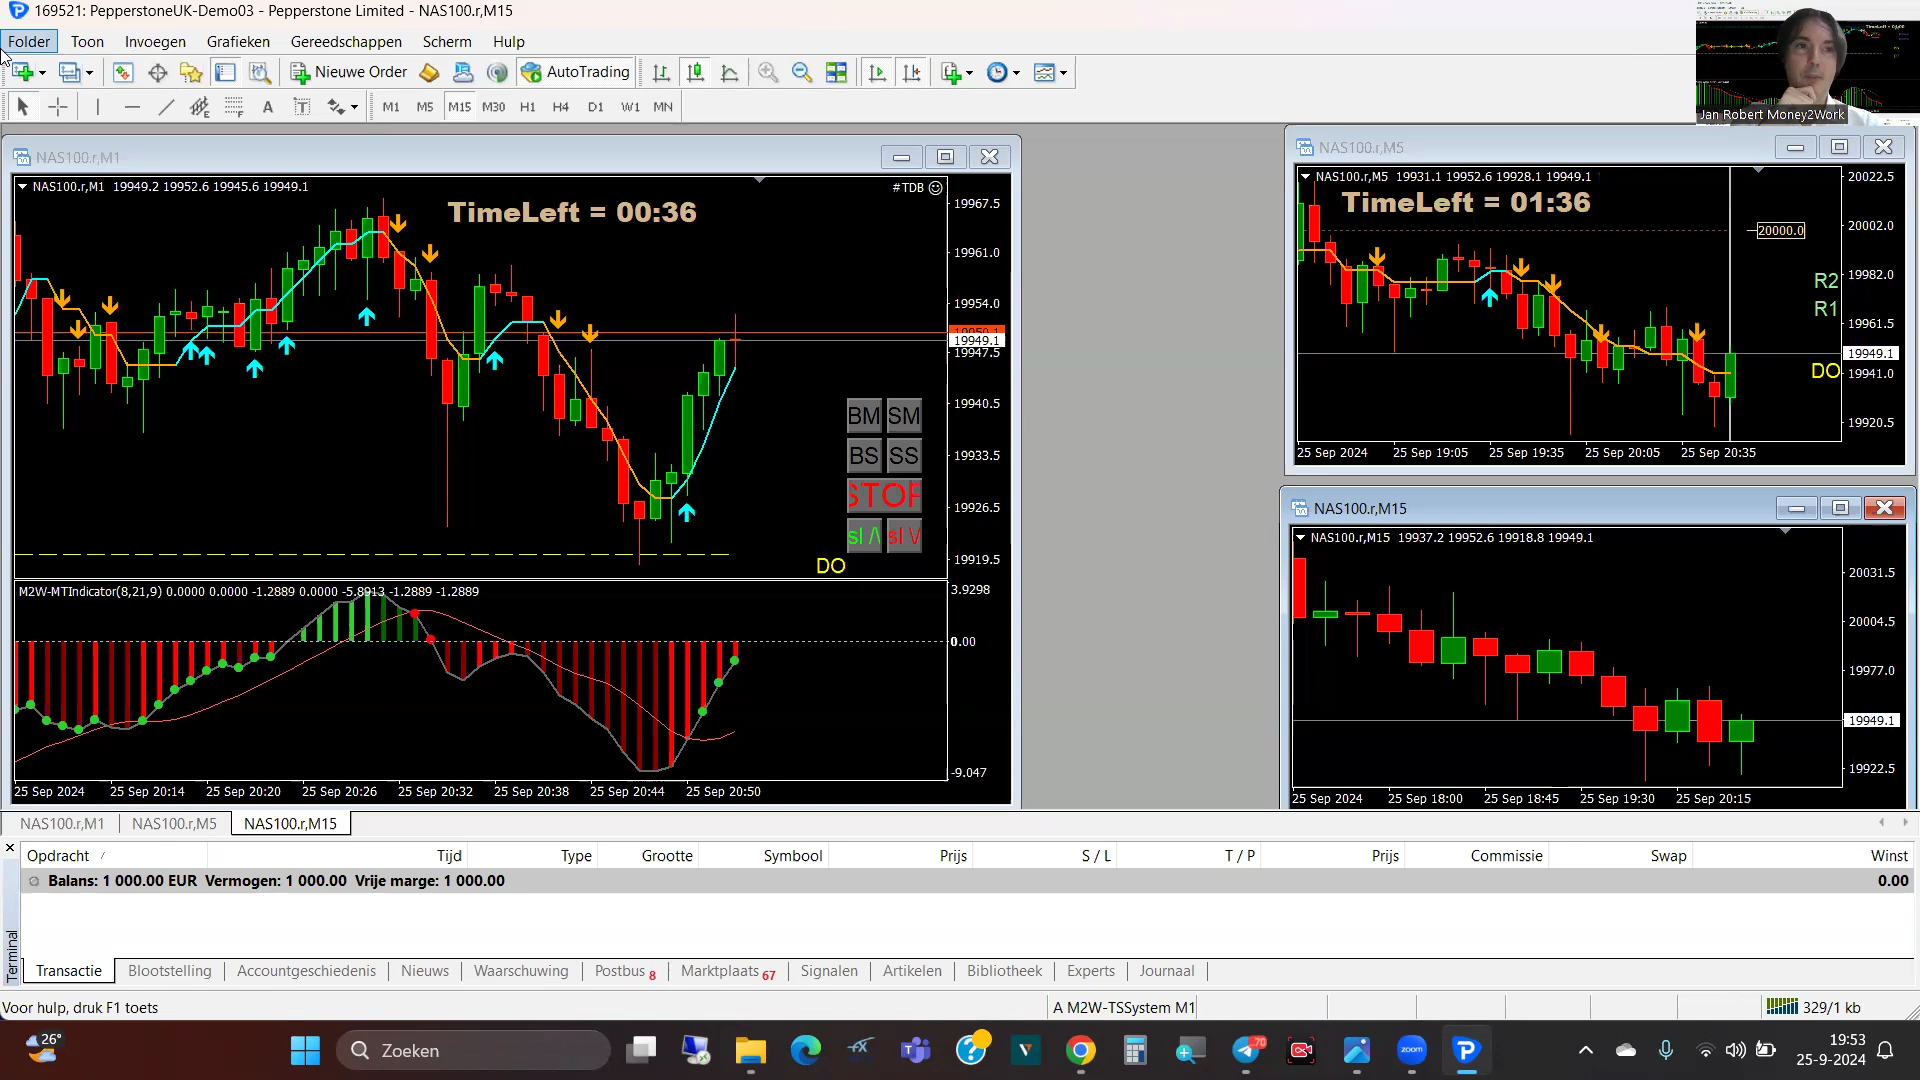 169521: PepperstoneUK-Demo03 - Pepperstone Limited - NAS100.r,M15
Folder Toon Invoegen Grafieken Gereedschappen Scherm Hulp
Nieuwe Order AutoTrading
A T M1 M5 M15 M30 H1 H4 D1 W1 MN
Jan Robert Money2Work
NAS100.r,M1
NAS100.r,M1 19949.2 19952.6 19945.6 19949.1
#TDB
TimeLeft = 00:36
19967.5
19961.0
19954.0
19950.1
19949.1
19947.5
19940.5
19933.5
19926.5
19919.5
BM SM
BS SS
STOP
sl /\ sl \/
DO
M2W-MTIndicator(8,21,9) 0.0000 0.0000 -1.2889 0.0000 -5.8913 -1.2889 -1.2889
3.9298
0.00
-9.047
25 Sep 2024 25 Sep 20:14 25 Sep 20:20 25 Sep 20:26 25 Sep 20:32 25 Sep 20:38 25 Sep 20:44 25 Sep 20:50
NAS100.r,M5
NAS100.r,M5 19931.1 19952.6 19928.1 19949.1
TimeLeft = 01:36
20000.0
R2
R1
DO
20022.5
20002.0
19982.0
19961.5
19949.1
19941.0
19920.5
25 Sep 2024 25 Sep 19:05 25 Sep 19:35 25 Sep 20:05 25 Sep 20:35
NAS100.r,M15
NAS100.r,M15 19937.2 19952.6 19918.8 19949.1
20031.5
20004.5
19977.0
19949.1
19922.5
25 Sep 2024 25 Sep 18:00 25 Sep 18:45 25 Sep 19:30 25 Sep 20:15
NAS100.r,M1 NAS100.r,M5 NAS100.r,M15
Opdracht / Tijd Type Grootte Symbool Prijs S / L T / P Prijs Commissie Swap Winst
Balans: 1 000.00 EUR Vermogen: 1 000.00 Vrije marge: 1 000.00 0.00
Terminal
Transactie Blootstelling Accountgeschiedenis Nieuws Waarschuwing Postbus 8 Marktplaats 67 Signalen Artikelen Bibliotheek Experts Journaal
Voor hulp, druk F1 toets A M2W-TSSystem M1 329/1 kb
26° Zoeken 70 zoom 19:53
25-9-2024